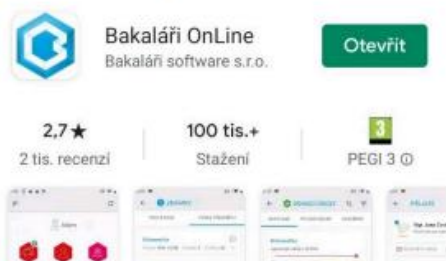 Bakaláři OnLine
Bakaláři software s.r.o.
Otevřít
2,7★
2 tis. recenzí
100 tis.+
Stažení
3
PEGI 3